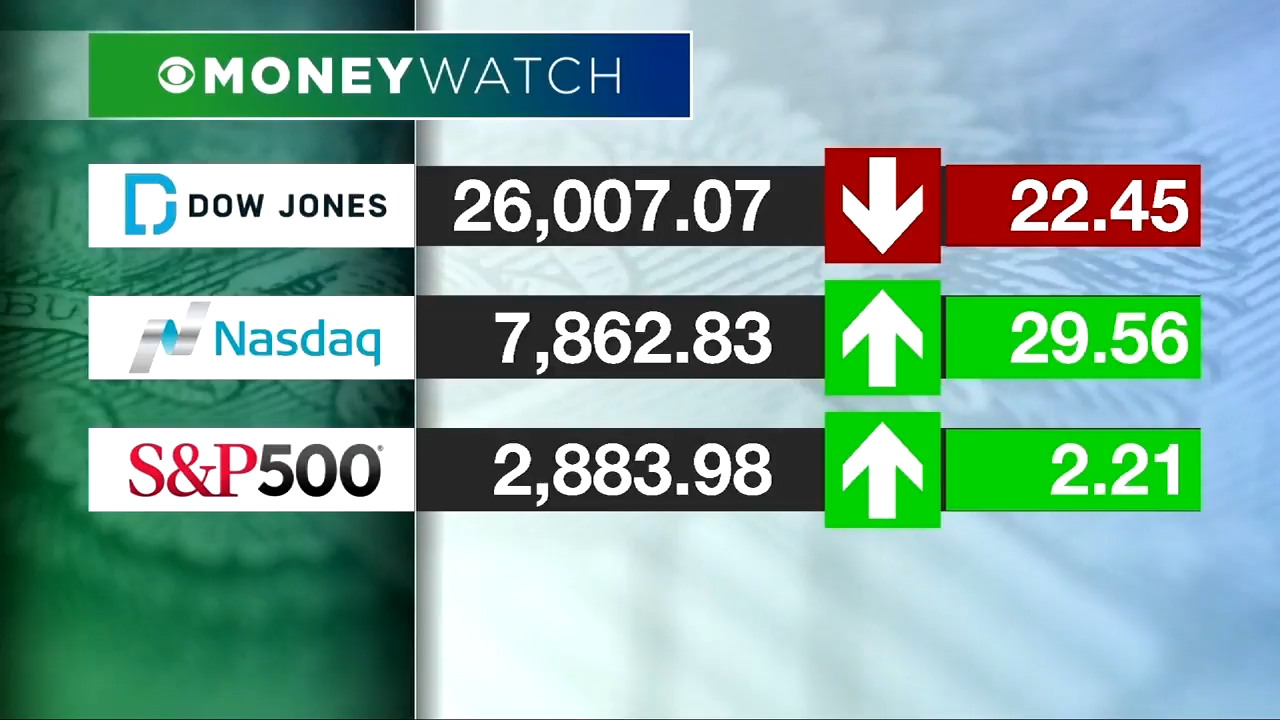 MONEYWATCH
DOW JONES 26,007.07 22.45
Nasdaq 7,862.83 29.56
S&P500® 2,883.98 2.21
BU